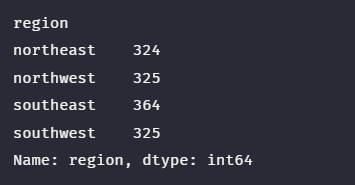 region
northeast    324
northwest    325
southeast    364
southwest    325
Name: region, dtype: int64